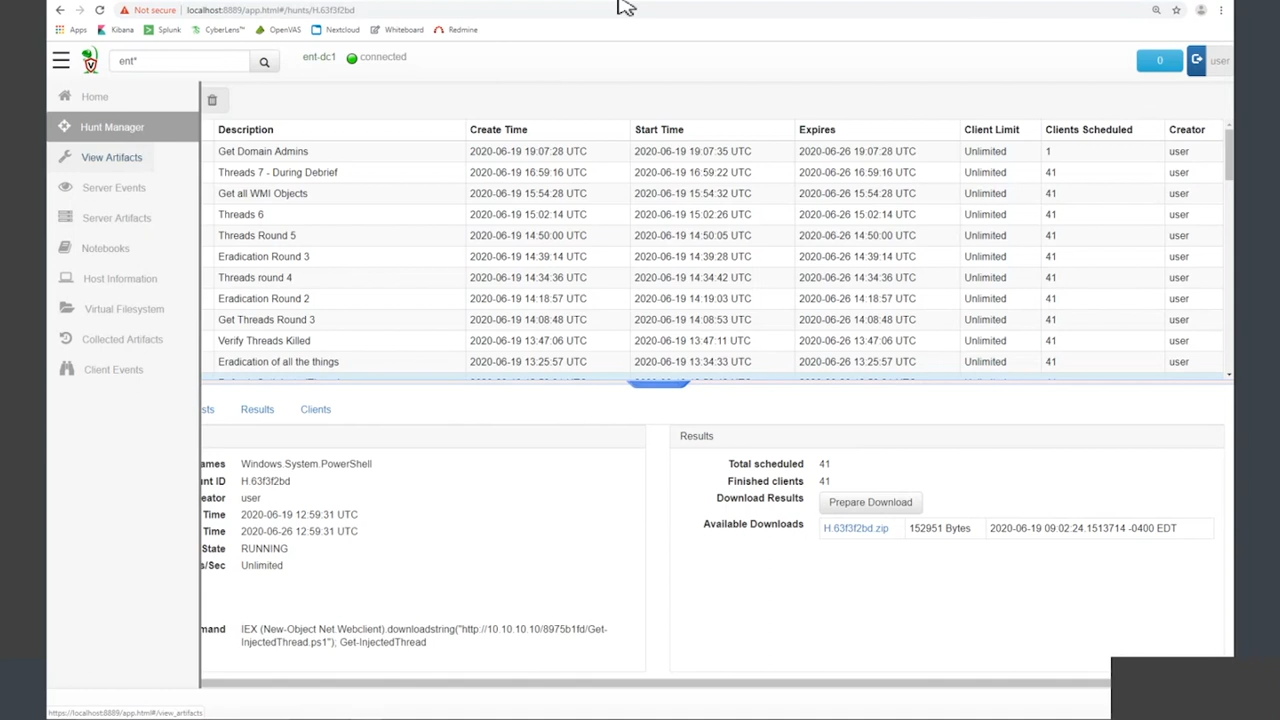 Not secure localhost:8889/app.html#/hunts/H.63f3f2bd
Apps Kibana Splunk CyberLens™ OpenVAS Nextcloud Whiteboard Redmine
ent* ent-dc1 connected 0 user
Home
Hunt Manager
View Artifacts
Server Events
Server Artifacts
Notebooks
Host Information
Virtual Filesystem
Collected Artifacts
Client Events
Description Create Time Start Time Expires Client Limit Clients Scheduled Creator
Get Domain Admins 2020-06-19 19:07:28 UTC 2020-06-19 19:07:35 UTC 2020-06-26 19:07:28 UTC Unlimited 1 user
Threads 7 - During Debrief 2020-06-19 16:59:16 UTC 2020-06-19 16:59:22 UTC 2020-06-26 16:59:16 UTC Unlimited 41 user
Get all WMI Objects 2020-06-19 15:54:28 UTC 2020-06-19 15:54:32 UTC 2020-06-26 15:54:28 UTC Unlimited 41 user
Threads 6 2020-06-19 15:02:14 UTC 2020-06-19 15:02:26 UTC 2020-06-26 15:02:14 UTC Unlimited 41 user
Threads Round 5 2020-06-19 14:50:00 UTC 2020-06-19 14:50:05 UTC 2020-06-26 14:50:00 UTC Unlimited 41 user
Eradication Round 3 2020-06-19 14:39:14 UTC 2020-06-19 14:39:28 UTC 2020-06-26 14:39:14 UTC Unlimited 41 user
Threads round 4 2020-06-19 14:34:36 UTC 2020-06-19 14:34:42 UTC 2020-06-26 14:34:36 UTC Unlimited 41 user
Eradication Round 2 2020-06-19 14:18:57 UTC 2020-06-19 14:19:03 UTC 2020-06-26 14:18:57 UTC Unlimited 41 user
Get Threads Round 3 2020-06-19 14:08:48 UTC 2020-06-19 14:08:53 UTC 2020-06-26 14:08:48 UTC Unlimited 41 user
Verify Threads Killed 2020-06-19 13:47:06 UTC 2020-06-19 13:47:11 UTC 2020-06-26 13:47:06 UTC Unlimited 41 user
Eradication of all the things 2020-06-19 13:25:57 UTC 2020-06-19 13:34:33 UTC 2020-06-26 13:25:57 UTC Unlimited 41 user
sts Results Clients
ames Windows.System.PowerShell
unt ID H.63f3f2bd
eator user
Time 2020-06-19 12:59:31 UTC
Time 2020-06-26 12:59:31 UTC
State RUNNING
s/Sec Unlimited
mand IEX (New-Object Net.Webclient).downloadstring("http://10.10.10.10/8975b1fd/Get-
InjectedThread.ps1"); Get-InjectedThread
Results
Total scheduled 41
Finished clients 41
Download Results Prepare Download
Available Downloads H.63f3f2bd.zip 152951 Bytes 2020-06-19 09:02:24.1513714 -0400 EDT
https://localhost:8889/app.html#/view_artifacts